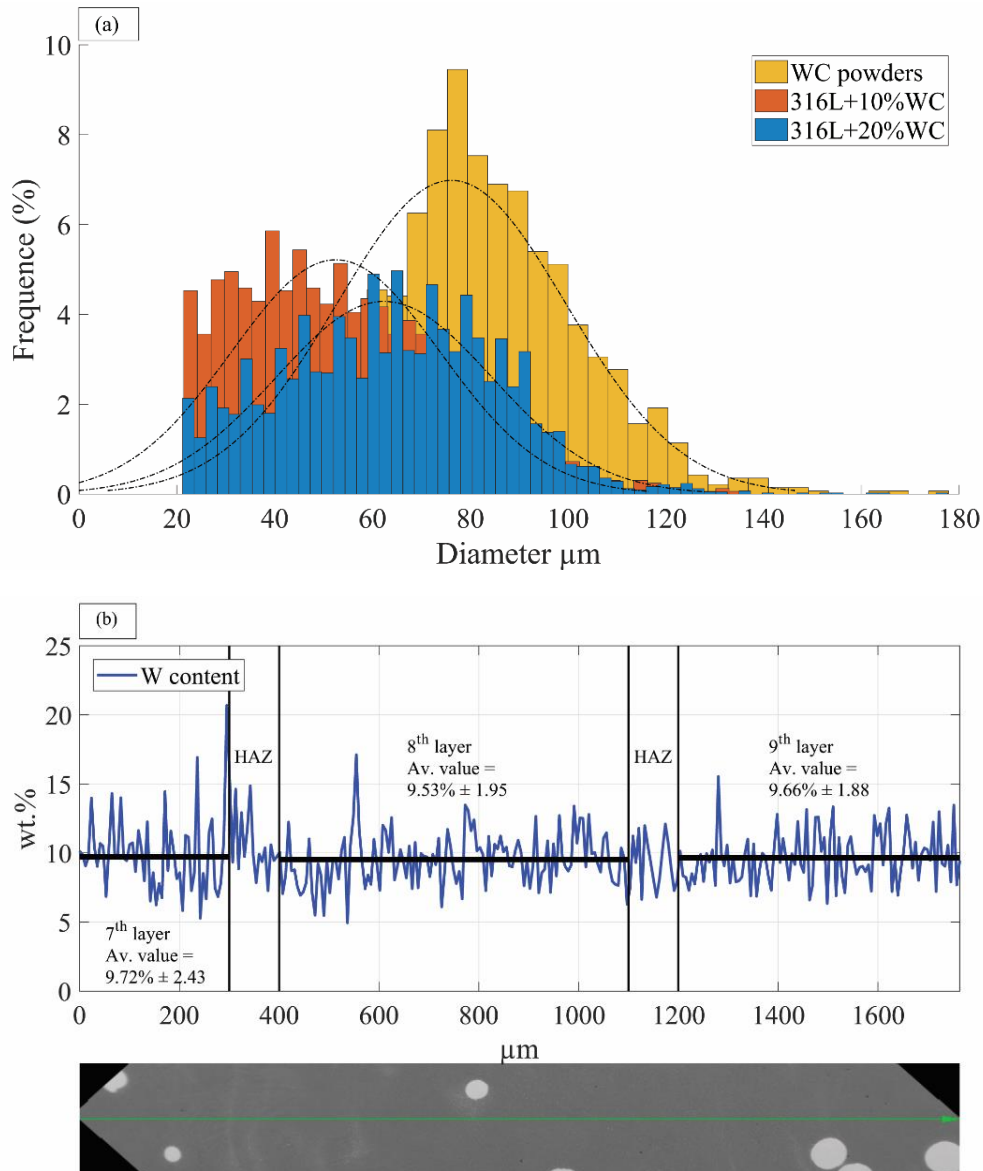 (a)
10
8
6
4
2
0
Frequence (%)
WC powders
316L+10%WC
316L+20%WC
0 20 40 60 80 100 120 140 160 180
Diameter µm
(b)
25
20
15
10
5
0
wt.%
W content
HAZ
8th layer
Av. value =
9.53% ± 1.95
HAZ
9th layer
Av. value =
9.66% ± 1.88
7th layer
Av. value =
9.72% ± 2.43
0 200 400 600 800 1000 1200 1400 1600
µm